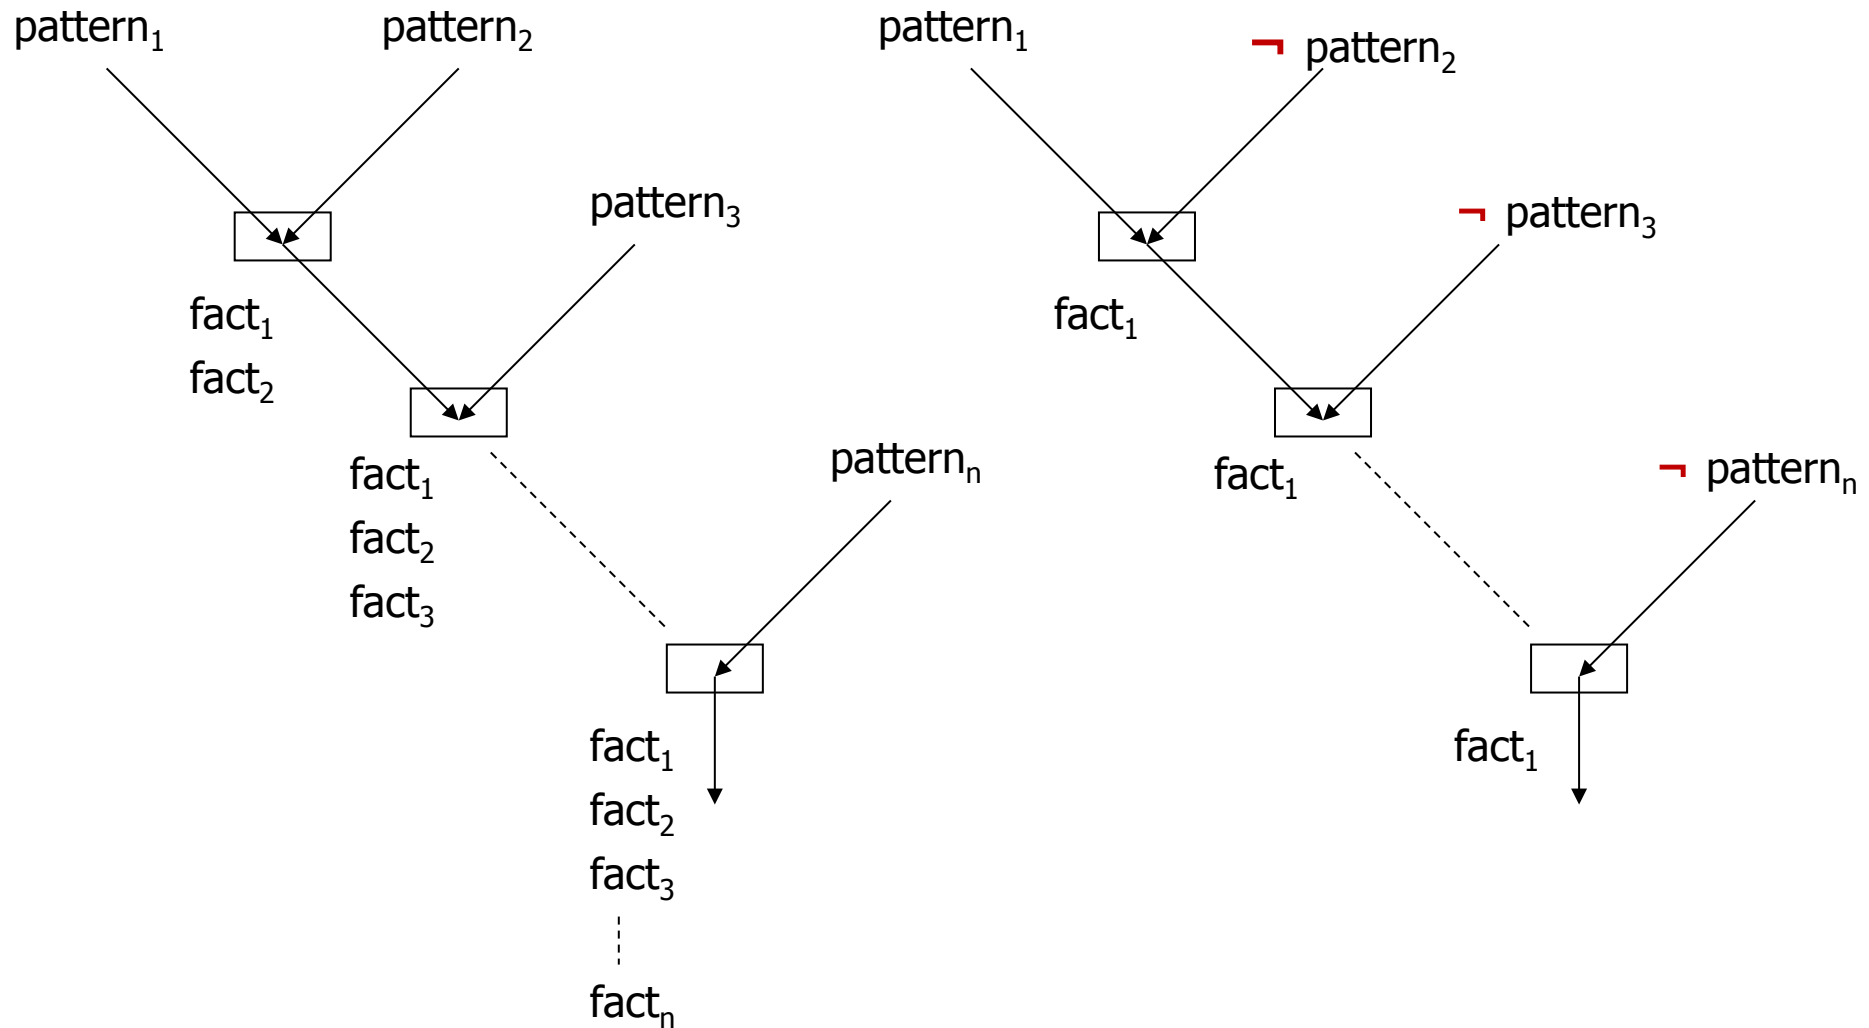 pattern₁
pattern₂
pattern₃
fact₁
fact₂
fact₁
fact₂
fact₃
patternₙ
fact₁
fact₂
fact₃
factₙ
pattern₁
¬ pattern₂
¬ pattern₃
fact₁
fact₁
¬ patternₙ
fact₁